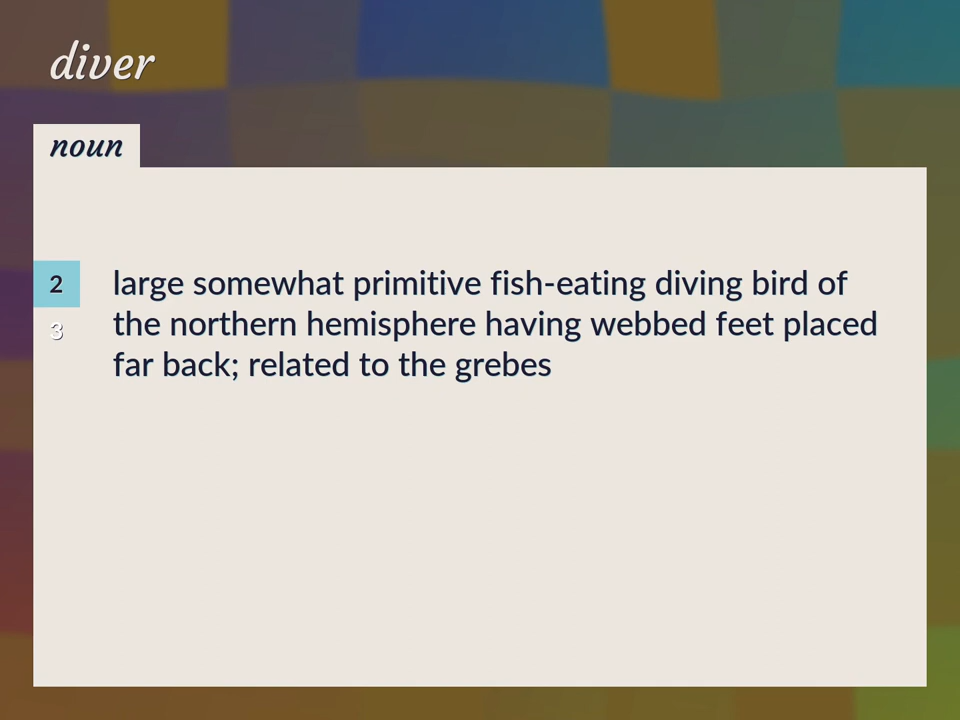 diver
noun
2
large somewhat primitive fish-eating diving bird of
the northern hemisphere having webbed feet placed
far back; related to the grebes
3